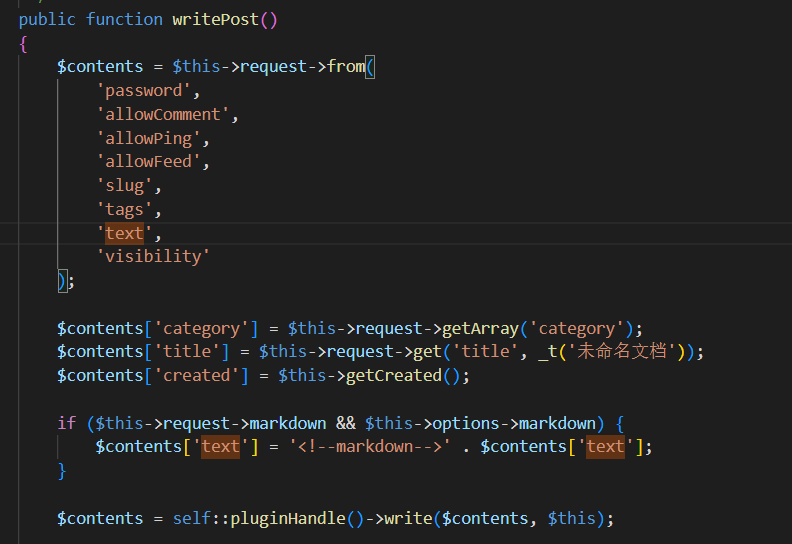 public function writePost()
{
$contents = $this->request->from(
'password',
'allowComment',
'allowPing',
'allowFeed',
'slug',
'tags',
'text',
'visibility'
);
$contents['category'] = $this->request->getArray('category');
$contents['title'] = $this->request->get('title', _t('未命名文档'));
$contents['created'] = $this->getCreated();
if ($this->request->markdown && $this->options->markdown) {
$contents['text'] = '<!--markdown-->' . $contents['text'];
}
$contents = self::pluginHandle()->write($contents, $this);